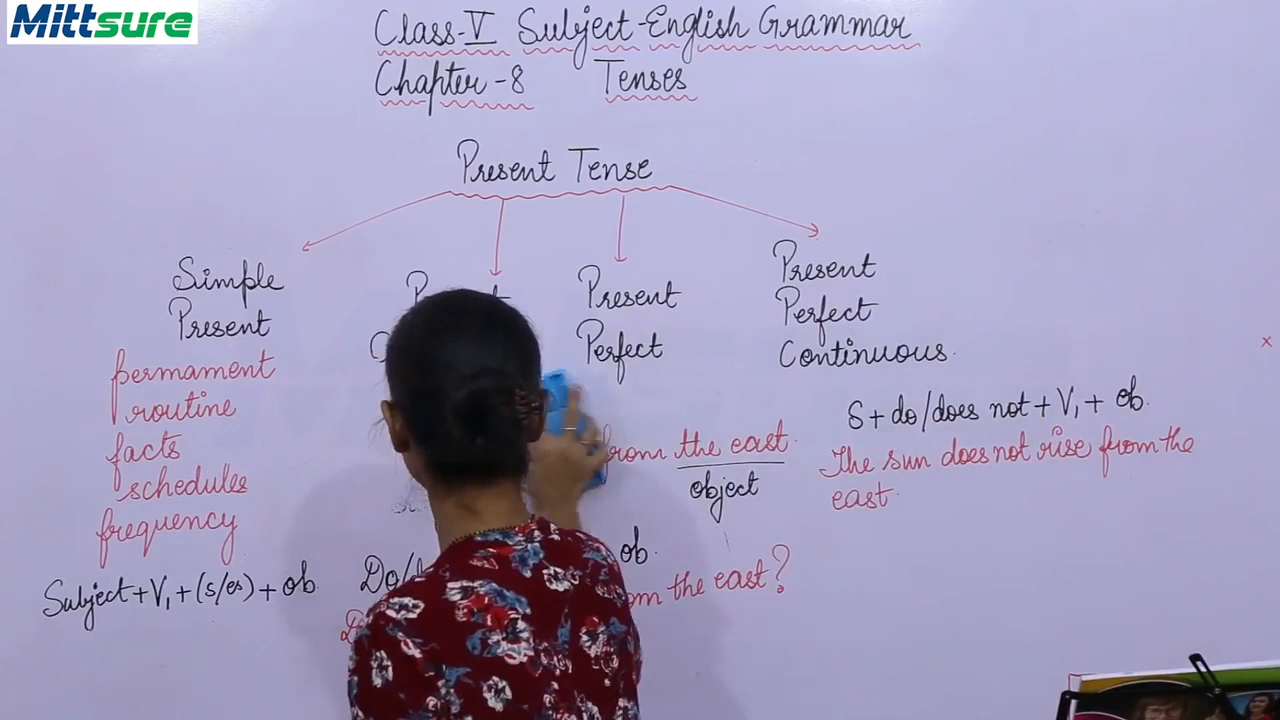 Mittsure
Class-V Subject-English Grammar
Chapter-8 Tenses
Present Tense
Simple
Present
permament
routine
facts
schedules
frequency
Subject+V₁+(s/es)+ob.
Present
Perfect
Present
Perfect
Continuous.
from the east.
object
Do/
ob.
the east?
S+do/does not+V₁+ ob.
The sun does not rise from the
east.
x